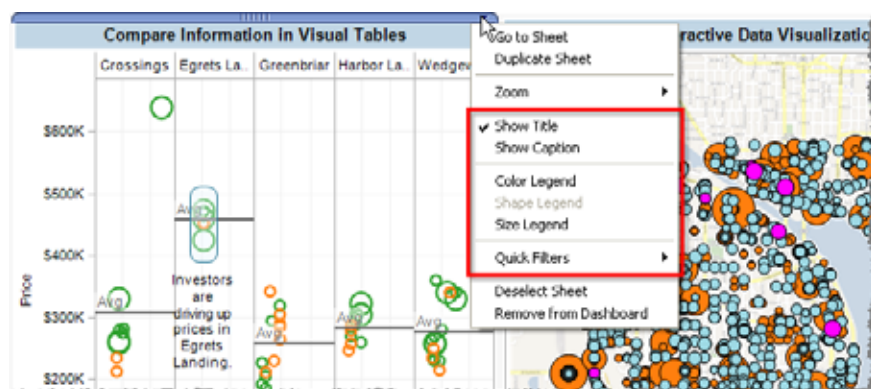 Compare Information in Visual Tables
Crossings Egrets La.. Greenbriar Harbor La.. Wedgew
$600K
$500K
$400K
$300K
$200K
Price
Avg
Avg
Avg
Avg
Avg
Investors
are
driving up
prices in
Egrets
Landing.
Go to Sheet
Duplicate Sheet
Zoom
Show Title
Show Caption
Color Legend
Shape Legend
Size Legend
Quick Filters
Deselect Sheet
Remove from Dashboard
ractive Data Visualizatio